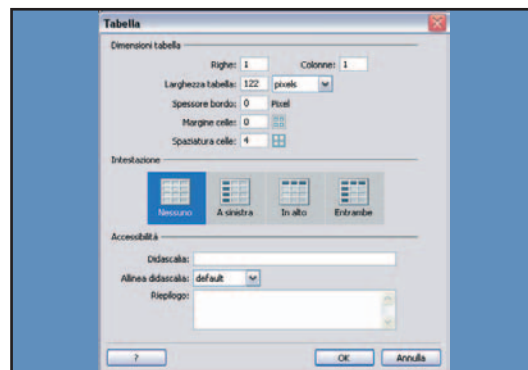 Tabella
Dimensioni tabella
Righe: 1 Colonne: 1
Larghezza tabella: 122 pixels
Spessore bordo: 0 Pixel
Margine celle: 0
Spaziatura celle: 4
Intestazione
Nessuno A sinistra In alto Entrambe
Accessibilità
Didascalia:
Allinea didascalia: default
Riepilogo:
? OK Annulla